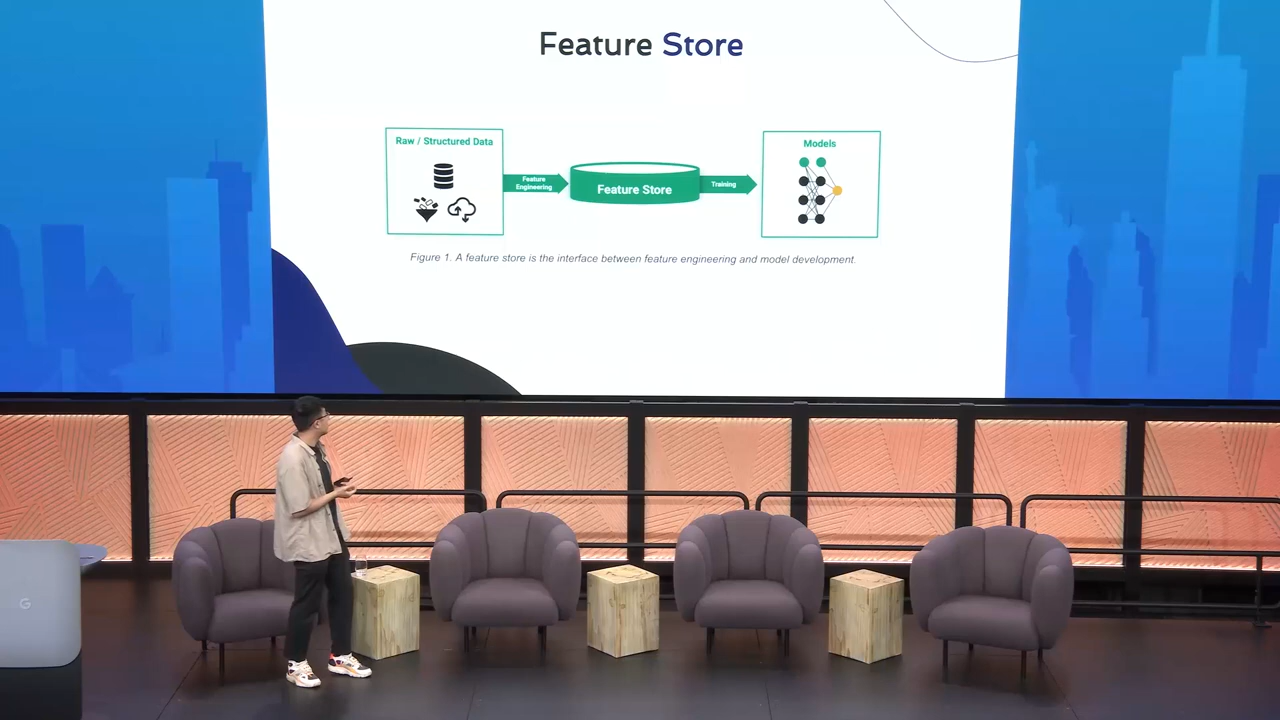 Feature Store
Raw / Structured Data
Feature
Engineering
Feature Store
Training
Models
Figure 1. A feature store is the interface between feature engineering and model development.
G